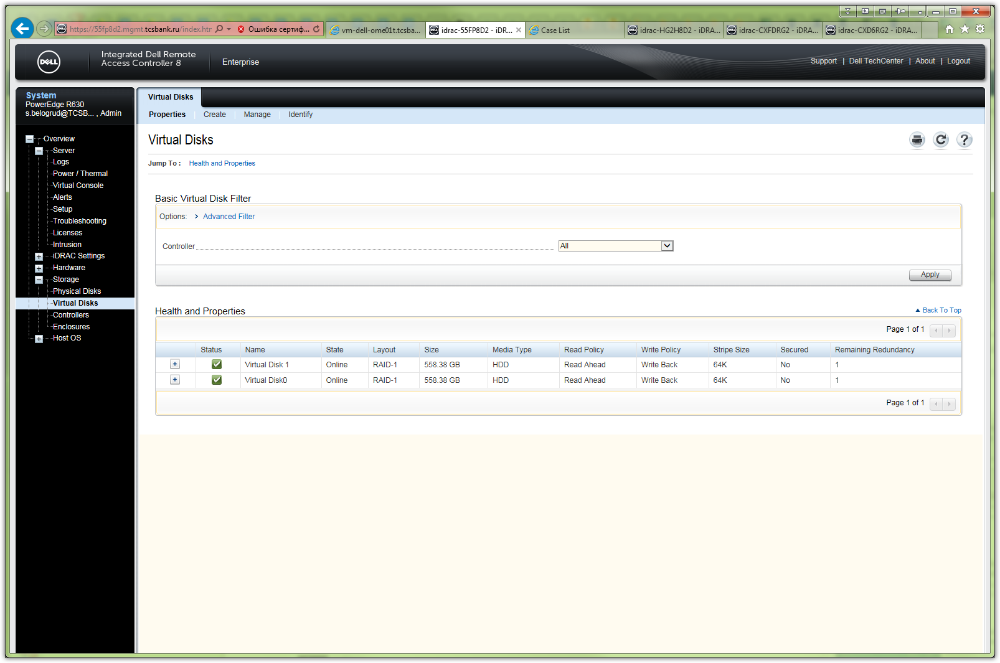 https://55fp8d2.mgmt.tcsbank.ru/index.htr
Ошибка сертиф...
vm-dell-ome01t.tcsba...
idrac-55FP8D2 - iDR...
Case List
idrac-HG2H8D2 - iDRA...
idrac-CXFDRG2 - iDRA...
idrac-CXD6RG2 - iDRA...
DELL
Integrated Dell Remote
Access Controller 8
Enterprise
Support | Dell TechCenter | About | Logout
System
PowerEdge R630
s.belogrud@TCSB... , Admin
Overview
Server
Logs
Power / Thermal
Virtual Console
Alerts
Setup
Troubleshooting
Licenses
Intrusion
iDRAC Settings
Hardware
Storage
Physical Disks
Virtual Disks
Controllers
Enclosures
Host OS
Virtual Disks
Properties Create Manage Identify
Virtual Disks
Jump To : Health and Properties
Basic Virtual Disk Filter
Options: Advanced Filter
Controller All
Apply
Health and Properties
Back To Top
Page 1 of 1
Status Name State Layout Size Media Type Read Policy Write Policy Stripe Size Secured Remaining Redundancy
Virtual Disk 1 Online RAID-1 558.38 GB HDD Read Ahead Write Back 64K No 1
Virtual Disk0 Online RAID-1 558.38 GB HDD Read Ahead Write Back 64K No 1
Page 1 of 1